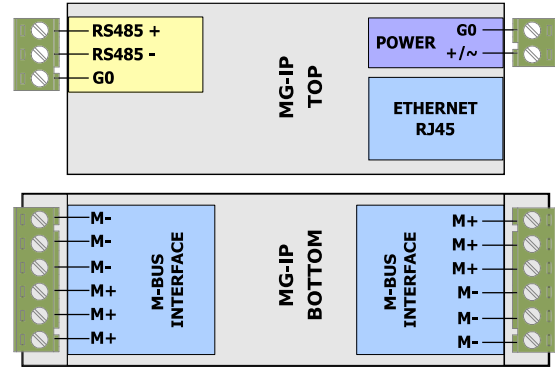 RS485 +
RS485 -
G0
MG-IP
TOP
POWER
G0
+/~
ETHERNET
RJ45
M-
M-
M-
M+
M+
M+
M-BUS
INTERFACE
MG-IP
BOTTOM
M-BUS
INTERFACE
M+
M+
M+
M-
M-
M-